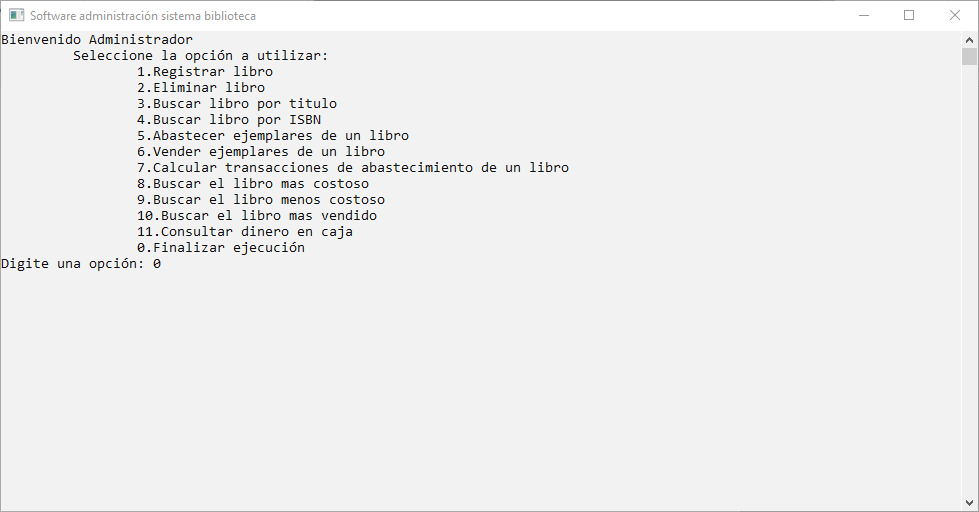 Software administración sistema biblioteca
Bienvenido Administrador
Seleccione la opción a utilizar:
1.Registrar libro
2.Eliminar libro
3.Buscar libro por titulo
4.Buscar libro por ISBN
5.Abastecer ejemplares de un libro
6.Vender ejemplares de un libro
7.Calcular transacciones de abastecimiento de un libro
8.Buscar el libro mas costoso
9.Buscar el libro menos costoso
10.Buscar el libro mas vendido
11.Consultar dinero en caja
0.Finalizar ejecución
Digite una opción: 0